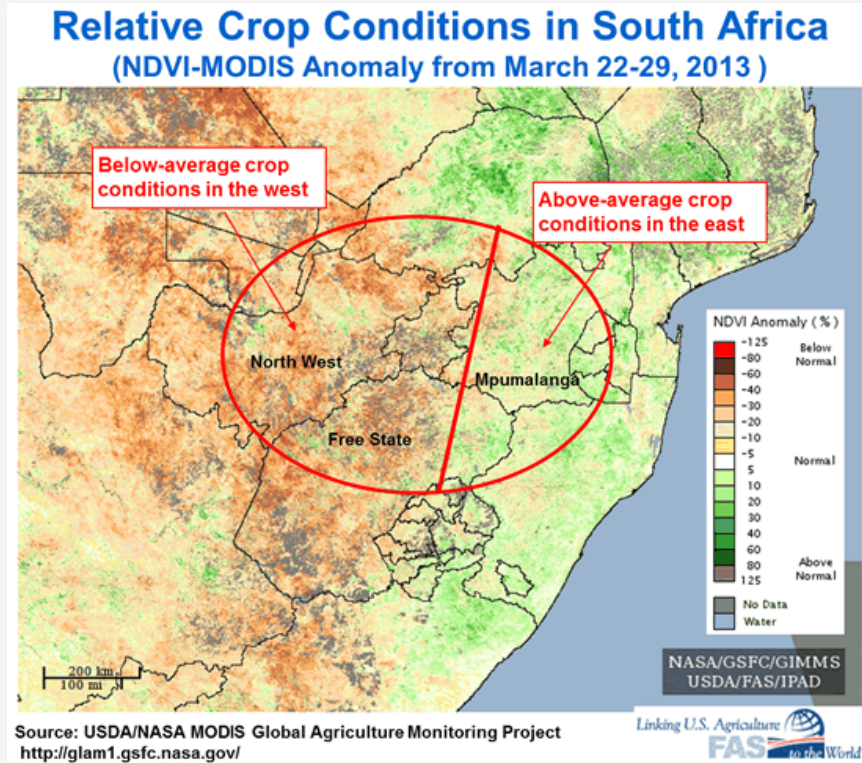 Relative Crop Conditions in South Africa
(NDVI-MODIS Anomaly from March 22-29, 2013 )
Below-average crop
conditions in the west
Above-average crop
conditions in the east
North West
Mpumalanga
Free State
NDVI Anomaly (%)
-125
-80
-60
-40
-30
-20
-10
-5
5
10
20
30
40
60
80
125
Below
Normal
Normal
Above
Normal
No Data
Water
200 km
100 mi
NASA/GSFC/GIMMS
USDA/FAS/IPAD
Source: USDA/NASA MODIS Global Agriculture Monitoring Project
http://glam1.gsfc.nasa.gov/
Linking U.S. Agriculture
FAS to the World